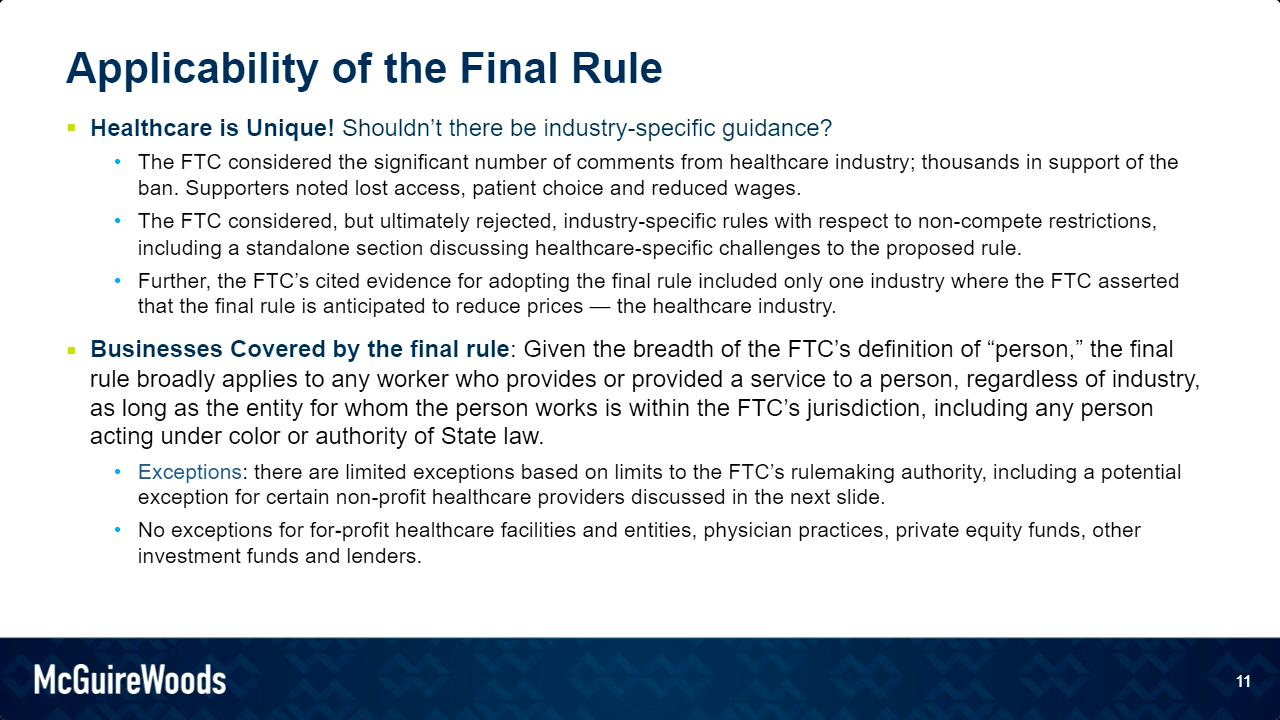 Applicability of the Final Rule
Healthcare is Unique! Shouldn’t there be industry-specific guidance?
The FTC considered the significant number of comments from healthcare industry; thousands in support of the
ban. Supporters noted lost access, patient choice and reduced wages.
The FTC considered, but ultimately rejected, industry-specific rules with respect to non-compete restrictions,
including a standalone section discussing healthcare-specific challenges to the proposed rule.
Further, the FTC’s cited evidence for adopting the final rule included only one industry where the FTC asserted
that the final rule is anticipated to reduce prices — the healthcare industry.
Businesses Covered by the final rule: Given the breadth of the FTC’s definition of “person,” the final
rule broadly applies to any worker who provides or provided a service to a person, regardless of industry,
as long as the entity for whom the person works is within the FTC’s jurisdiction, including any person
acting under color or authority of State law.
Exceptions: there are limited exceptions based on limits to the FTC’s rulemaking authority, including a potential
exception for certain non-profit healthcare providers discussed in the next slide.
No exceptions for for-profit healthcare facilities and entities, physician practices, private equity funds, other
investment funds and lenders.
McGuireWoods
11